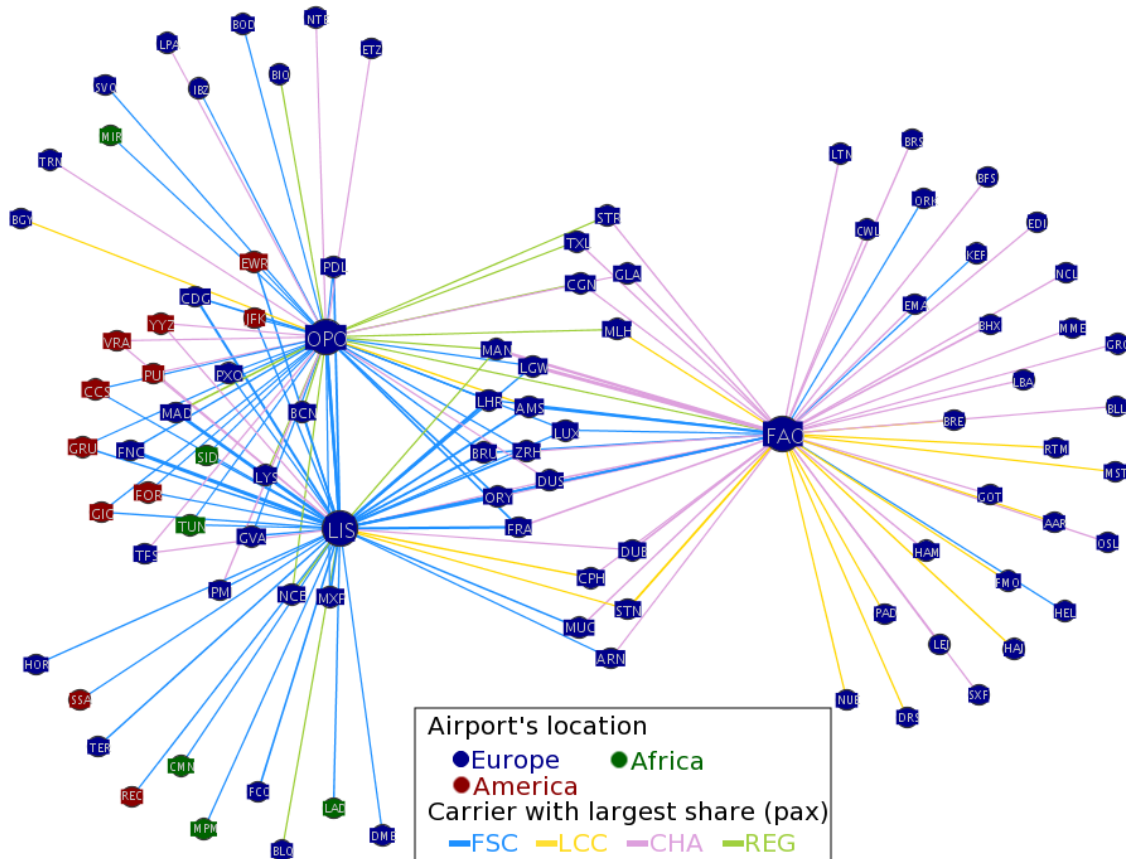 BOD
NTE
LPA
ETZ
BIO
SVQ
IBZ
MIR
TRN
BGY
LTN
BRS
BFS
ORK
EDI
CWL
KEF
NCL
EMA
BHX
MME
GRO
LBA
BLL
BRE
RTM
MST
GOT
AAR
OSL
HAM
FMO
HEL
PAD
LEJ
HAJ
SXF
NUE
DRS
STR
TXL
GLA
CGN
MLH
MAN
LGW
LHR
AMS
LUX
BRU
ZRH
DUS
ORY
FRA
DUB
CPH
STN
MUC
ARN
EWR
PDL
CDG
YYZ
JFK
OPO
VRA
PUJ
PXO
CCS
MAD
BCN
GRU
FNC
SID
LYS
FOR
GIG
TUN
GVA
LIS
TFS
PM
NCE
MXP
FAO
HOR
SSA
TER
CMN
REC
FCO
MPM
LAD
DME
BLQ
Airport's location
Europe Africa
America
Carrier with largest share (pax)
FSC LCC CHA REG